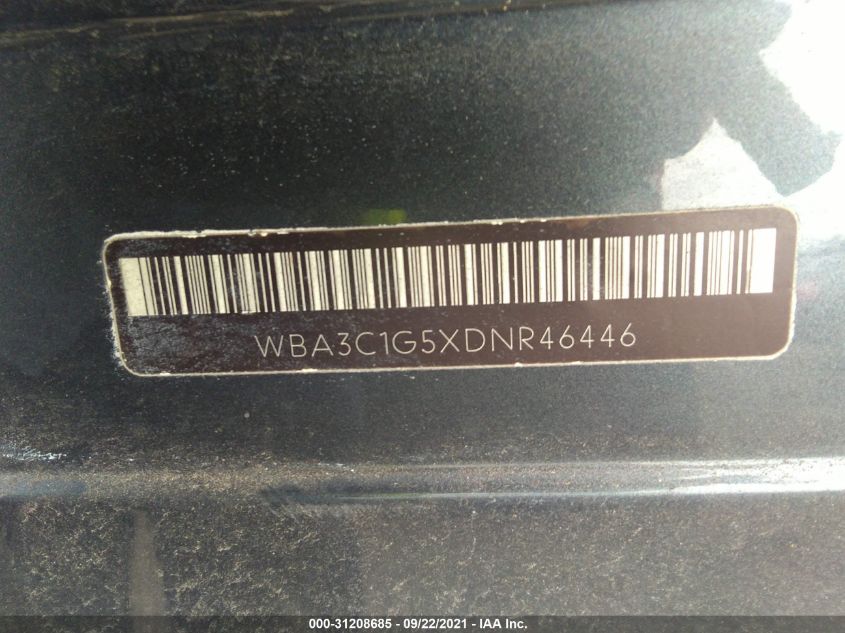 WBA3C1G5XDNR46446
000-31208685 - 09/22/2021 - IAA Inc.